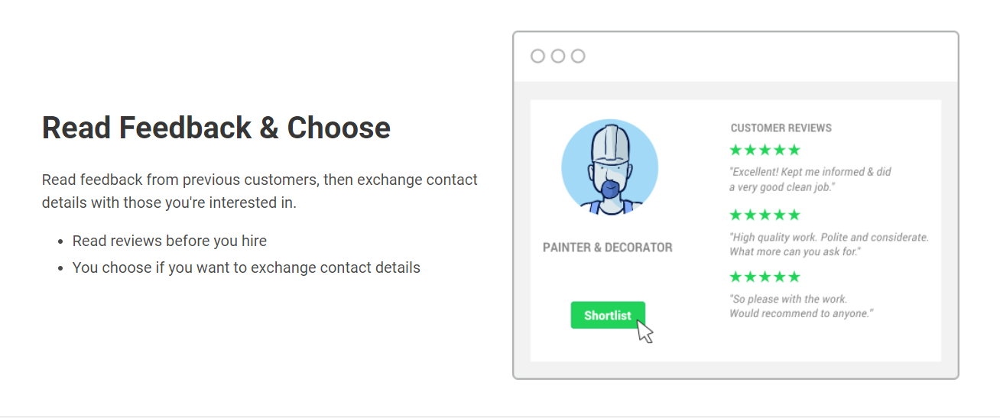 Read Feedback & Choose
Read feedback from previous customers, then exchange contact
details with those you're interested in.
• Read reviews before you hire
• You choose if you want to exchange contact details
PAINTER & DECORATOR
Shortlist
CUSTOMER REVIEWS
"Excellent! Kept me informed & did
a very good clean job."
"High quality work. Polite and considerate.
What more can you ask for."
"So please with the work.
Would recommend to anyone."